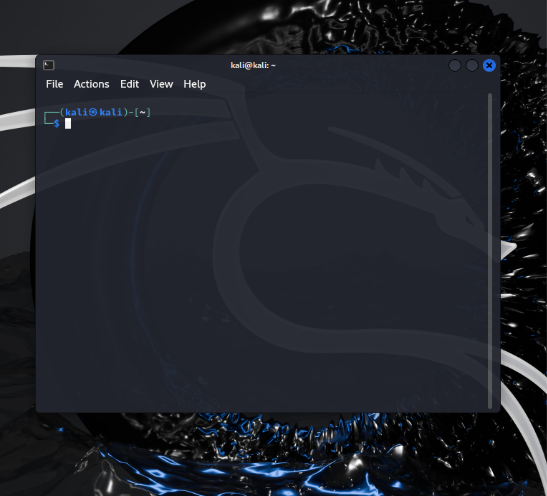 kali@kali: ~
File Actions Edit View Help
┌──(kali㉿kali)-[~]
└─$